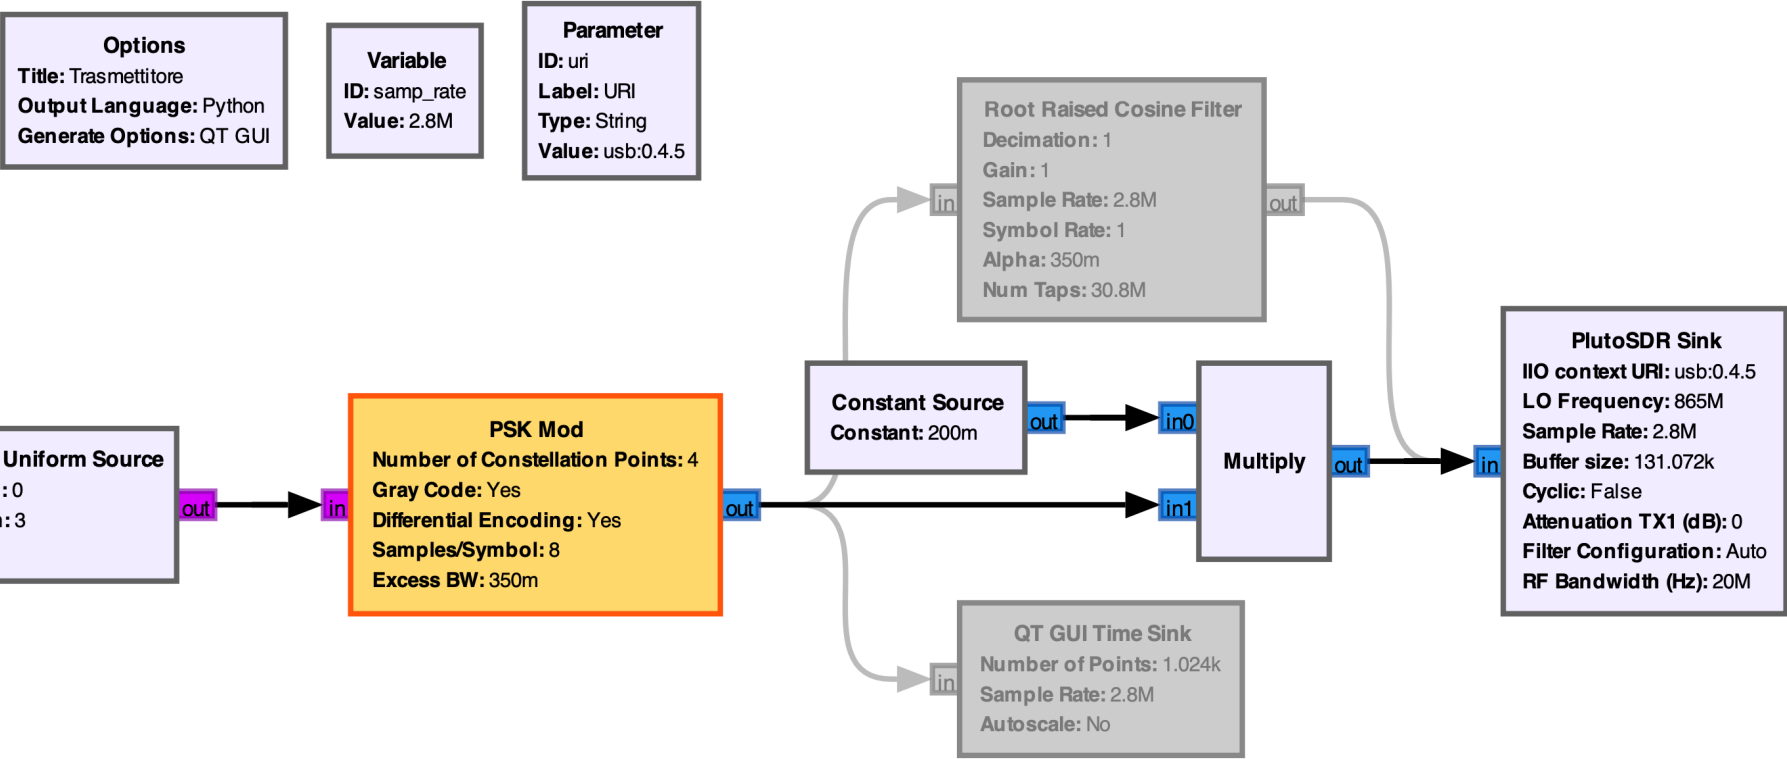 Options
Title: Trasmettitore
Output Language: Python
Generate Options: QT GUI
Variable
ID: samp_rate
Value: 2.8M
Parameter
ID: uri
Label: URI
Type: String
Value: usb:0.4.5
Root Raised Cosine Filter
Decimation: 1
Gain: 1
Sample Rate: 2.8M
Symbol Rate: 1
Alpha: 350m
Num Taps: 30.8M
in
out
Uniform Source
: 0
: 3
out
PSK Mod
Number of Constellation Points: 4
Gray Code: Yes
Differential Encoding: Yes
Samples/Symbol: 8
Excess BW: 350m
in
out
Constant Source
Constant: 200m
out
Multiply
in0
in1
out
QT GUI Time Sink
Number of Points: 1.024k
Sample Rate: 2.8M
Autoscale: No
in
PlutoSDR Sink
IIO context URI: usb:0.4.5
LO Frequency: 865M
Sample Rate: 2.8M
Buffer size: 131.072k
Cyclic: False
Attenuation TX1 (dB): 0
Filter Configuration: Auto
RF Bandwidth (Hz): 20M
in